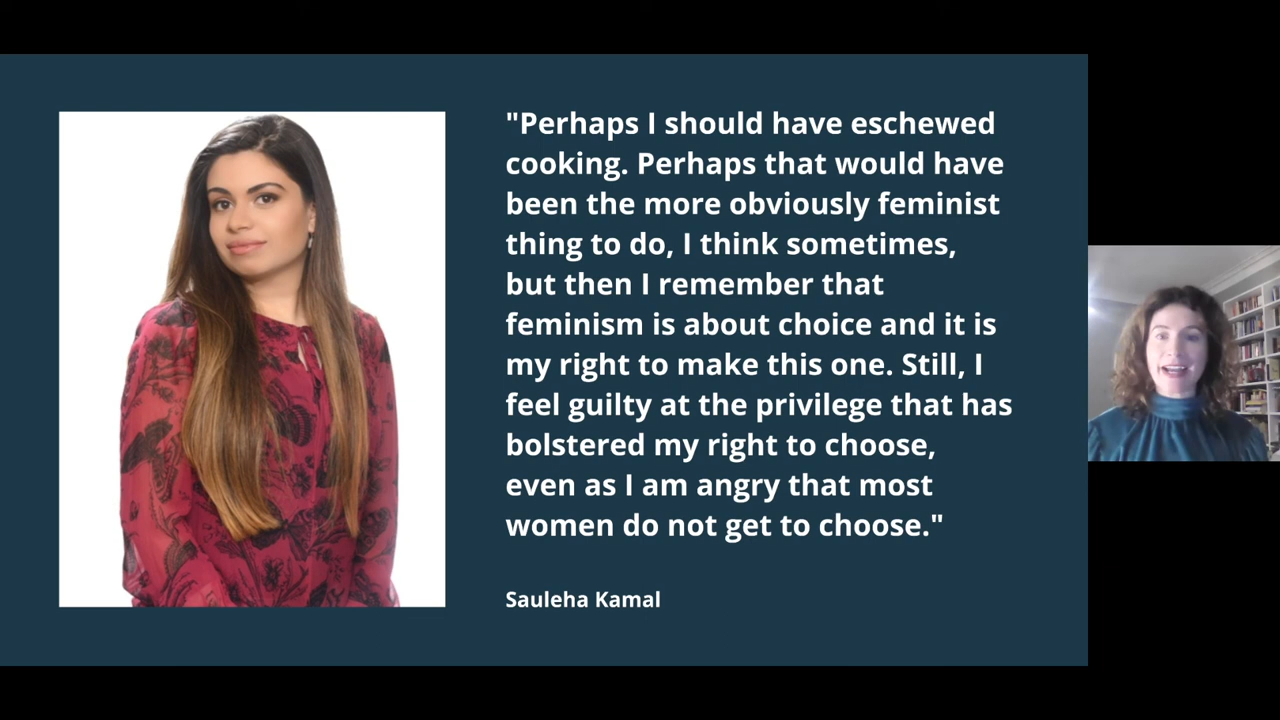 "Perhaps I should have eschewed
cooking. Perhaps that would have
been the more obviously feminist
thing to do, I think sometimes,
but then I remember that
feminism is about choice and it is
my right to make this one. Still, I
feel guilty at the privilege that has
bolstered my right to choose,
even as I am angry that most
women do not get to choose."
Sauleha Kamal